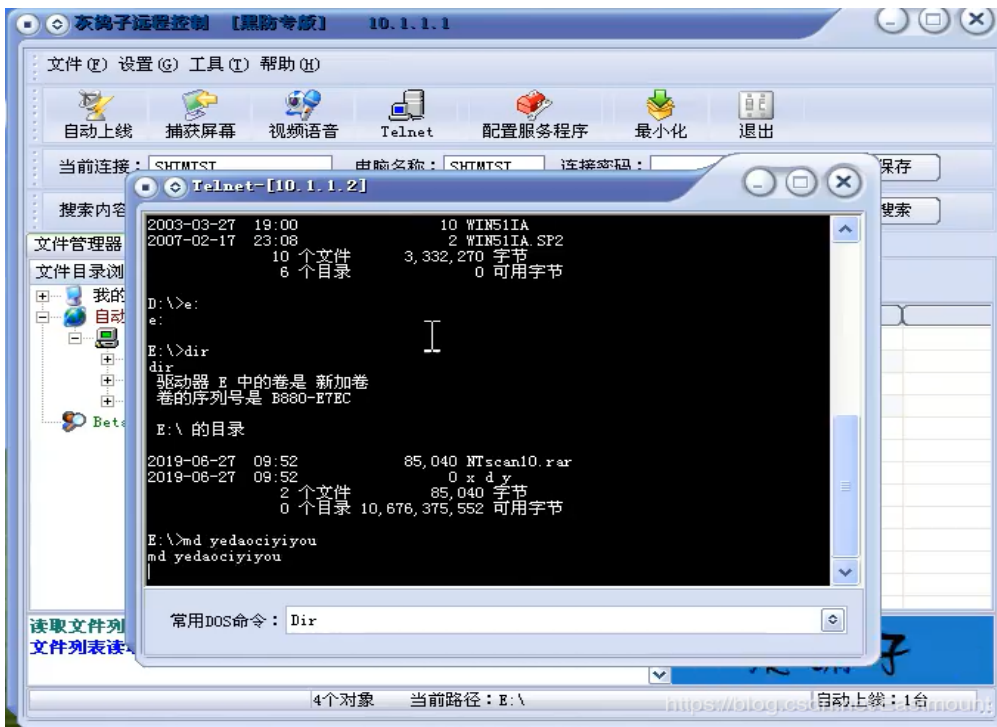 灰鸽子远程控制 【黑防专版】 10.1.1.1
文件(F) 设置(G) 工具(T) 帮助(H)
自动上线 捕获屏幕 视频语音 Telnet 配置服务程序 最小化 退出
当前连接： SHIMIST 电脑名称： SHIMIST 连接密码： 保存
Telnet-[10.1.1.2]
搜索内容 搜索
文件管理器
文件目录浏
我的
自动
Beta
2003-03-27 19:00 10 WIN51IA
2007-02-17 23:08 2 WIN51IA.SP2
10 个文件 3,332,270 字节
6 个目录 0 可用字节
D:\>e:
e:
E:\>dir
dir
驱动器 E 中的卷是 新加卷
卷的序列号是 B880-E7EC
E:\ 的目录
2019-06-27 09:52 85,040 NTscan10.rar
2019-06-27 09:52 0 x d y
2 个文件 85,040 字节
0 个目录 10,676,375,552 可用字节
E:\>md yedaociyiyou
md yedaociyiyou
常用DOS命令： Dir
读取文件列
文件列表读
子
4个对象 当前路径：E:\ 自动上线：1台